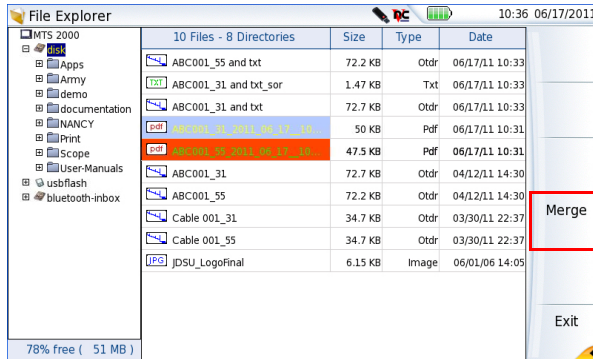 File Explorer DC 10:36 06/17/2011
MTS 2000
disk
Apps
Army
demo
documentation
NANCY
Print
Scope
User-Manuals
usbflash
bluetooth-inbox
78% free ( 51 MB )
10 Files - 8 Directories Size Type Date
ABC001_55 and txt 72.2 KB Otdr 06/17/11 10:33
TXT ABC001_31 and txt_sor 1.47 KB Txt 06/17/11 10:33
ABC001_31 and txt 72.7 KB Otdr 06/17/11 10:33
pdf ABC001_31_2011_06_17__10... 50 KB Pdf 06/17/11 10:31
pdf ABC001_55_2011_06_17__10... 47.5 KB Pdf 06/17/11 10:31
ABC001_31 72.7 KB Otdr 04/12/11 14:30
ABC001_55 72.2 KB Otdr 04/12/11 14:30
Cable 001_31 34.7 KB Otdr 03/30/11 22:37
Cable 001_55 34.7 KB Otdr 03/30/11 22:37
JPG JDSU_LogoFinal 6.15 KB Image 06/01/06 14:05
Merge
Exit